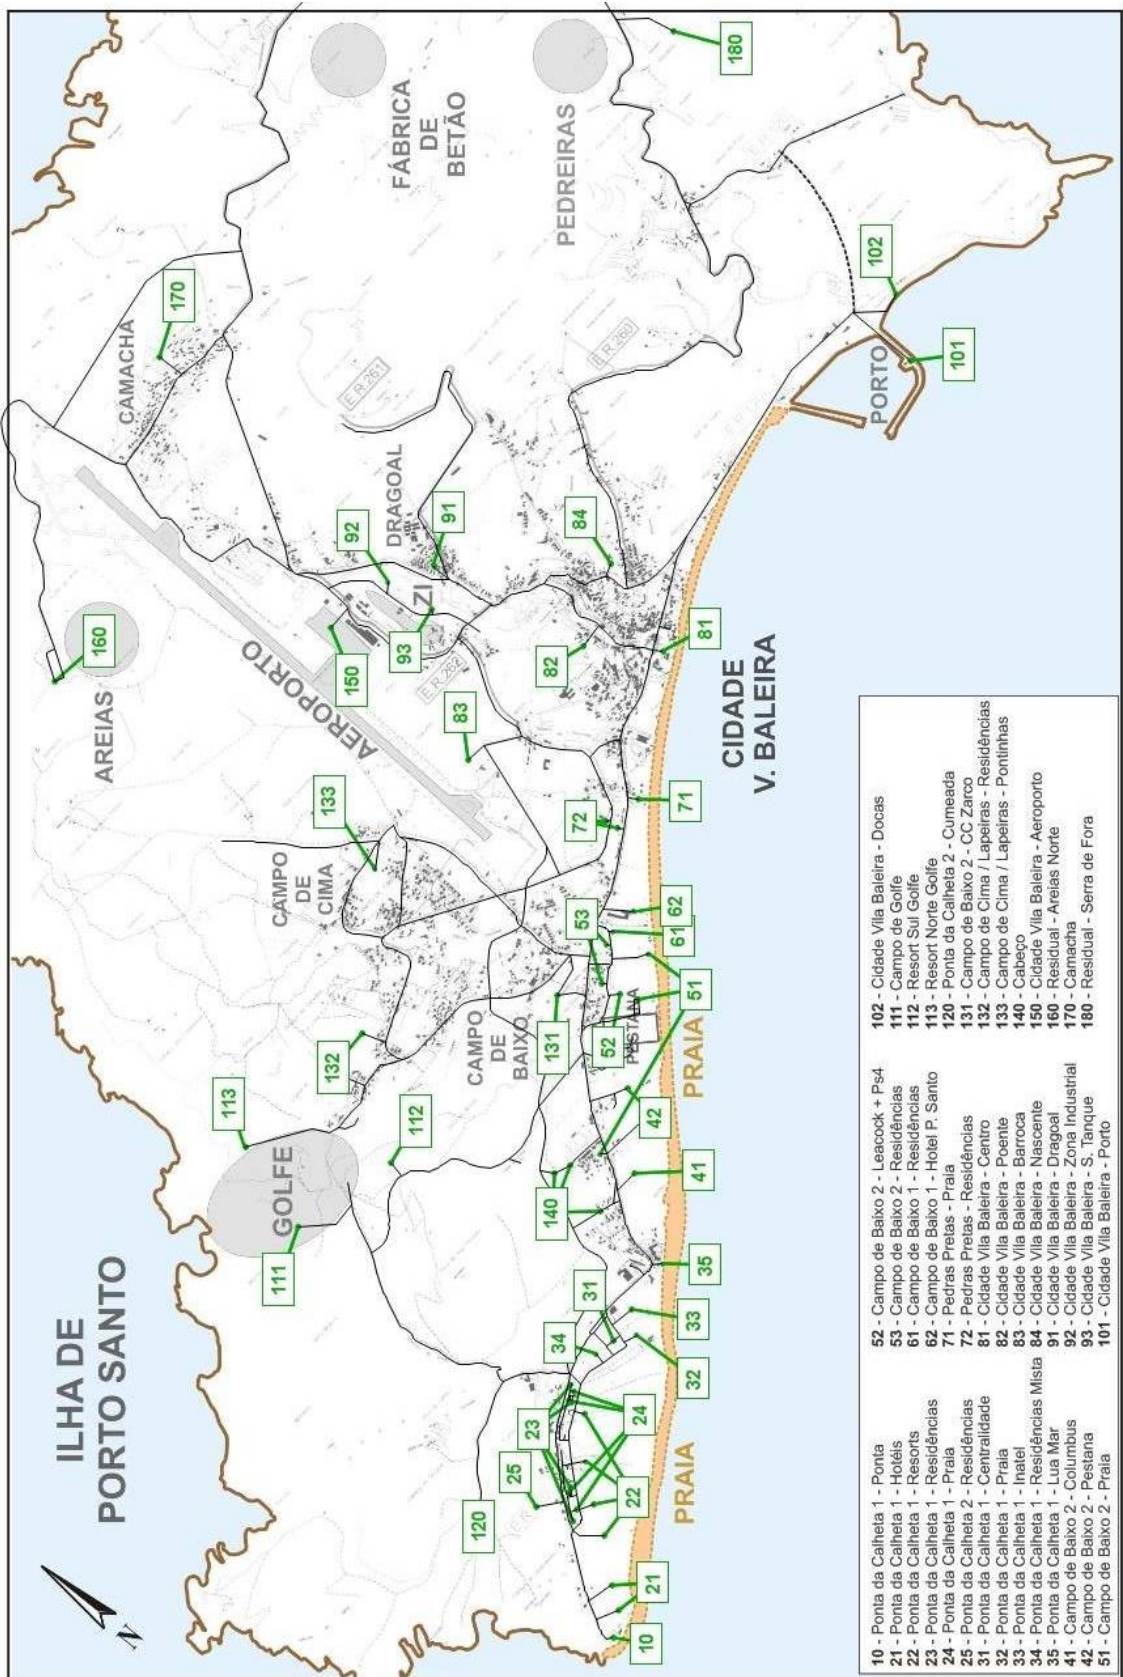 ILHA DE
PORTO SANTO
N
120
25
23
34
31
111
GOLFE
113
112
132
133
CAMPO
DE
CIMA
CAMPO
DE
BAIXO
131
140
10
21
22
24
32
33
35
41
42
52
PESTANA
51
53
61
62
72
71
83
82
81
84
AREIAS
160
AEROPORTO
150
93
ZI
92
91
DRAGOAL
E.R.262
E.R.261
E.R.260
CAMACHA
170
FÁBRICA
DE
BETÃO
PEDREIRAS
180
PORTO
101
102
PRAIA
PRAIA
CIDADE
V. BALEIRA
10 - Ponta da Calheta 1 - Ponta
21 - Ponta da Calheta 1 - Hotéis
22 - Ponta da Calheta 1 - Resorts
23 - Ponta da Calheta 1 - Residências
24 - Ponta da Calheta 1 - Praia
25 - Ponta da Calheta 2 - Residências
31 - Ponta da Calheta 1 - Centralidade
32 - Ponta da Calheta 1 - Praia
33 - Ponta da Calheta 1 - Inatel
34 - Ponta da Calheta 1 - Residências Mista
35 - Ponta da Calheta 1 - Lua Mar
41 - Campo de Baixo 2 - Columbus
42 - Campo de Baixo 2 - Pestana
51 - Campo de Baixo 2 - Praia
52 - Campo de Baixo 2 - Leacock + Ps4
53 - Campo de Baixo 2 - Residências
61 - Campo de Baixo 1 - Residências
62 - Campo de Baixo 1 - Hotel P. Santo
71 - Pedras Pretas - Praia
72 - Pedras Pretas - Residências
81 - Cidade Vila Baleira - Centro
82 - Cidade Vila Baleira - Poente
83 - Cidade Vila Baleira - Barroca
84 - Cidade Vila Baleira - Nascente
91 - Cidade Vila Baleira - Dragoal
92 - Cidade Vila Baleira - Zona Industrial
93 - Cidade Vila Baleira - S. Tanque
101 - Cidade Vila Baleira - Porto
102 - Cidade Vila Baleira - Docas
111 - Campo de Golfe
112 - Resort Sul Golfe
113 - Resort Norte Golfe
120 - Ponta da Calheta 2 - Cumeada
131 - Campo de Baixo 2 - CC Zarco
132 - Campo de Cima / Lapeiras - Residências
133 - Campo de Cima / Lapeiras - Pontinhas
140 - Cabeço
150 - Cidade Vila Baleira - Aeroporto
160 - Residual - Areias Norte
170 - Camacha
180 - Residual - Serra de Fora